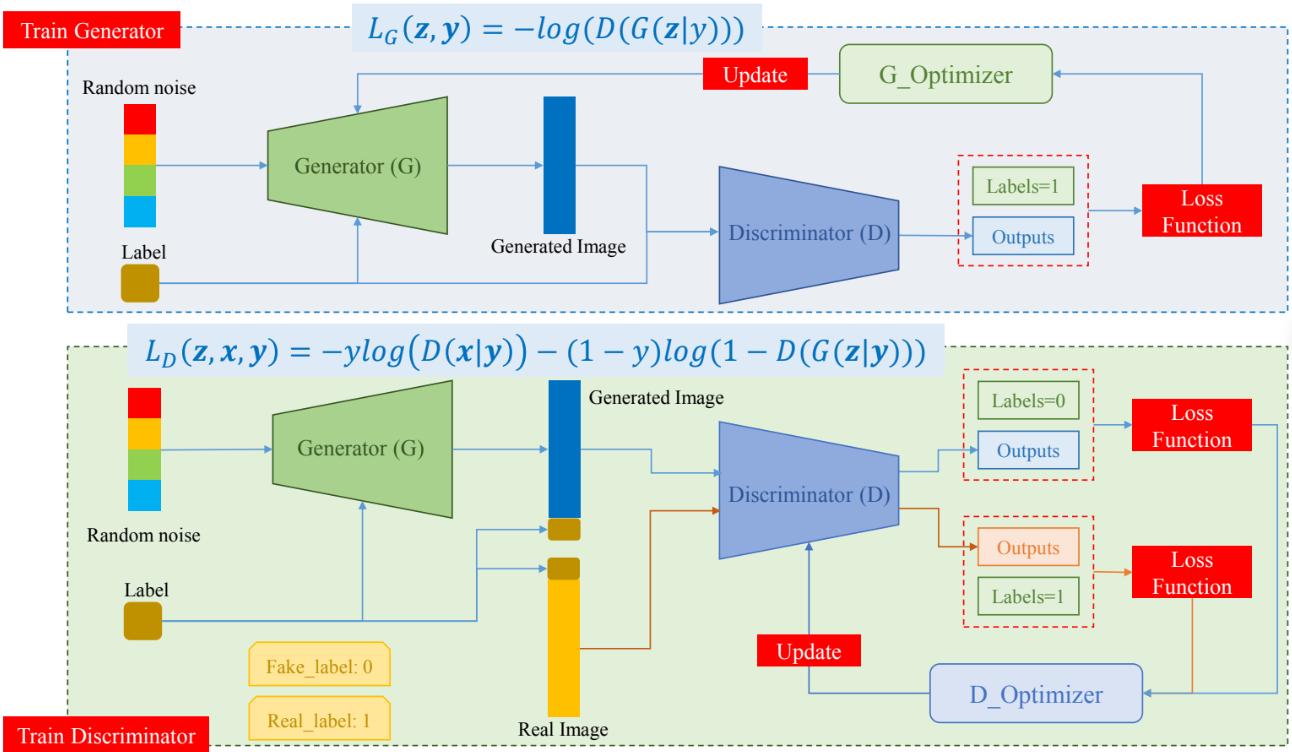 Train Generator
L_G(z, y) = −log(D(G(z|y)))
Random noise
Update
G_Optimizer
Generator (G)
Labels=1
Loss
Function
Discriminator (D)
Outputs
Generated Image
Label
L_D(z, x, y) = −ylog(D(x|y)) − (1 − y)log(1 − D(G(z|y)))
Generated Image
Labels=0
Loss
Function
Generator (G)
Outputs
Discriminator (D)
Random noise
Outputs
Loss
Function
Label
Labels=1
Update
Fake_label: 0
D_Optimizer
Real_label: 1
Real Image
Train Discriminator